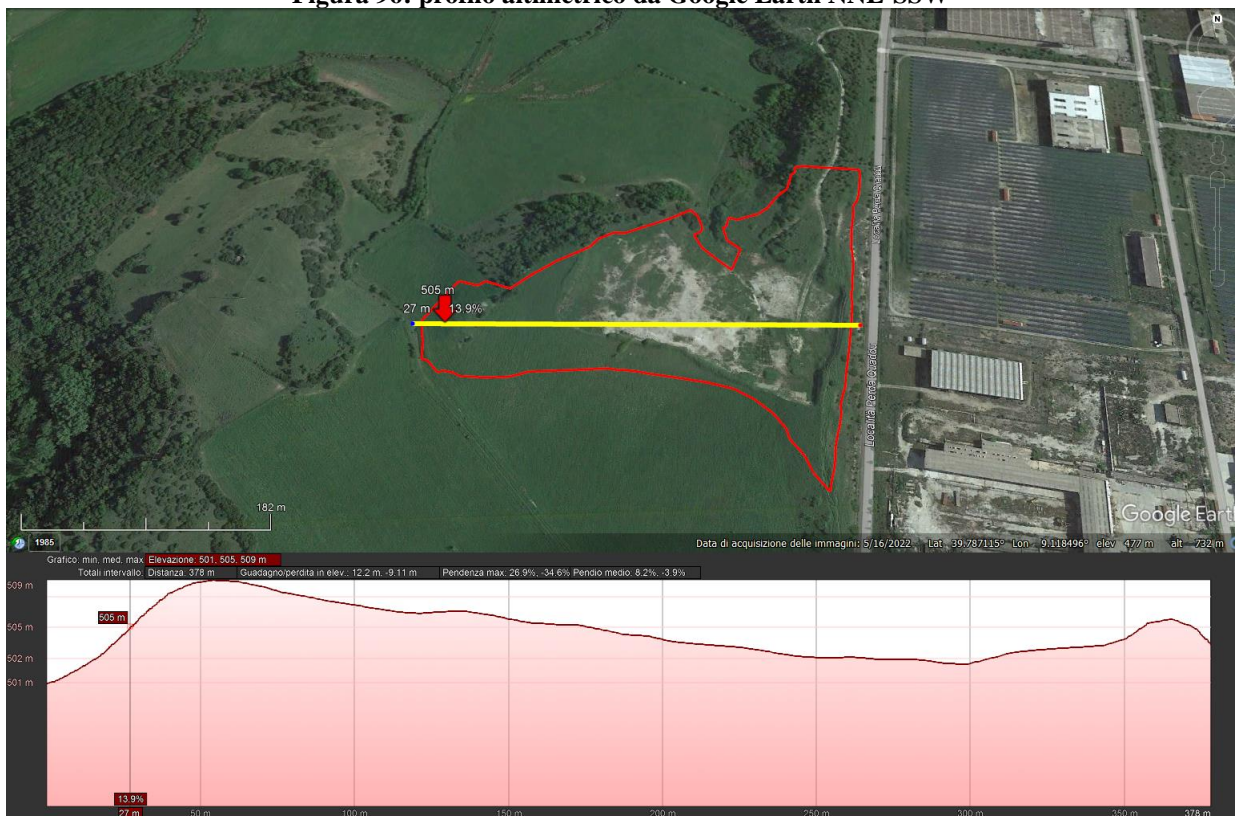 Figura 90: profilo altimetrico da Google Earth NNE-SSW
N
505 m
27 m
13.9%
Località Perda Quaddu
182 m
Google Earth
1985
Data di acquisizione delle immagini: 5/16/2022 Lat 39.787115° Lon 9.118496° elev 477 m alt 732 m
Grafico: min, med, max Elevazione: 501, 505, 509 m
Totali intervallo: Distanza: 378 m Guadagno/perdita in elev.: 12.2 m, -9.11 m Pendenza max: 26.9%, -34.6% Pendio medio: 8.2%, -3.9%
509 m
505 m
505 m
502 m
501 m
13.9%
27 m 50 m 100 m 150 m 200 m 250 m 300 m 350 m 378 m